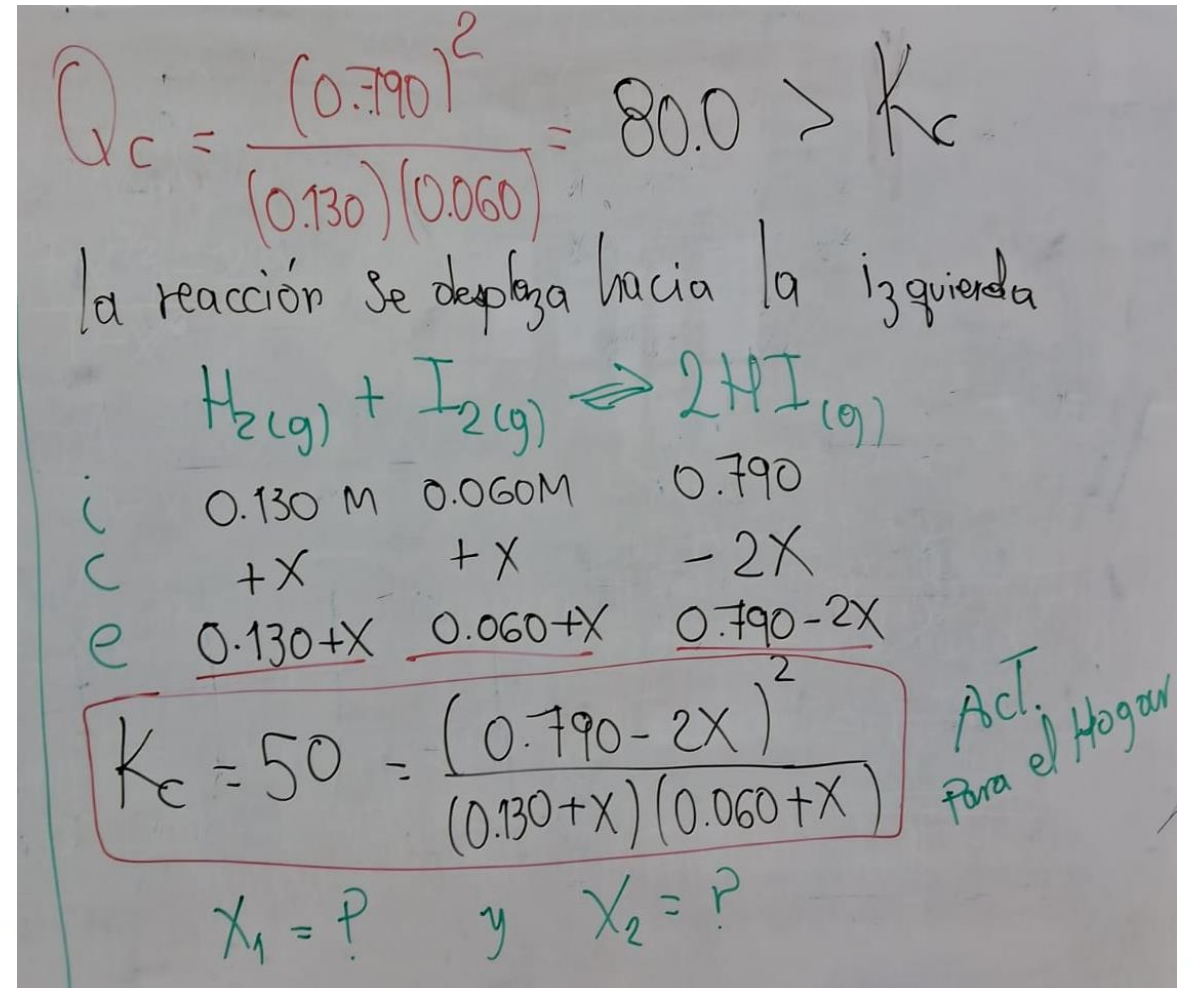 Qc = (0.790)² / (0.130)(0.060) = 80.0 > Kc
la reacción se desplaza hacia la izquierda
H2(g) + I2(g) ⇌ 2HI(g)
i 0.130 M 0.060M 0.790
c +X +X -2X
e 0.130+X 0.060+X 0.790-2X
Kc = 50 = (0.790-2X)² / (0.130+X)(0.060+X)
Act.
para el Hogar
X1 = ? y X2 = ?